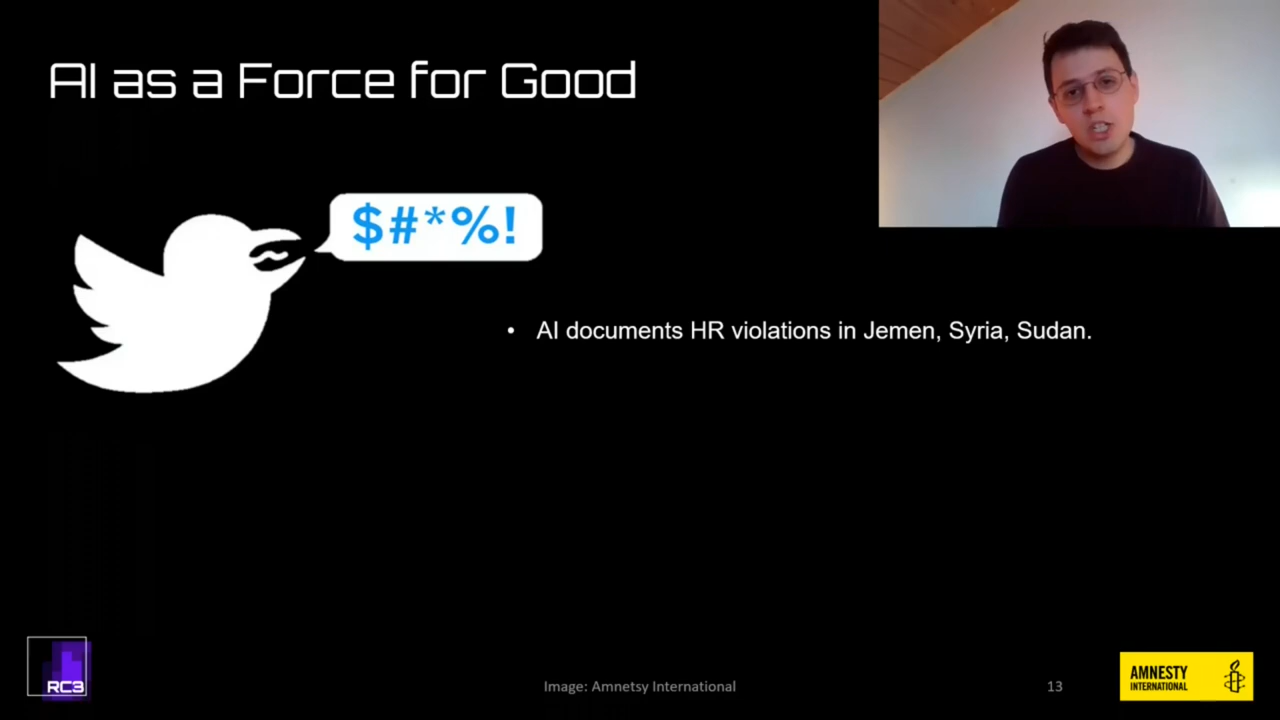 AI as a Force for Good
$#*%!
• AI documents HR violations in Jemen, Syria, Sudan.
RC3
Image: Amnetsy International
13
AMNESTY
INTERNATIONAL